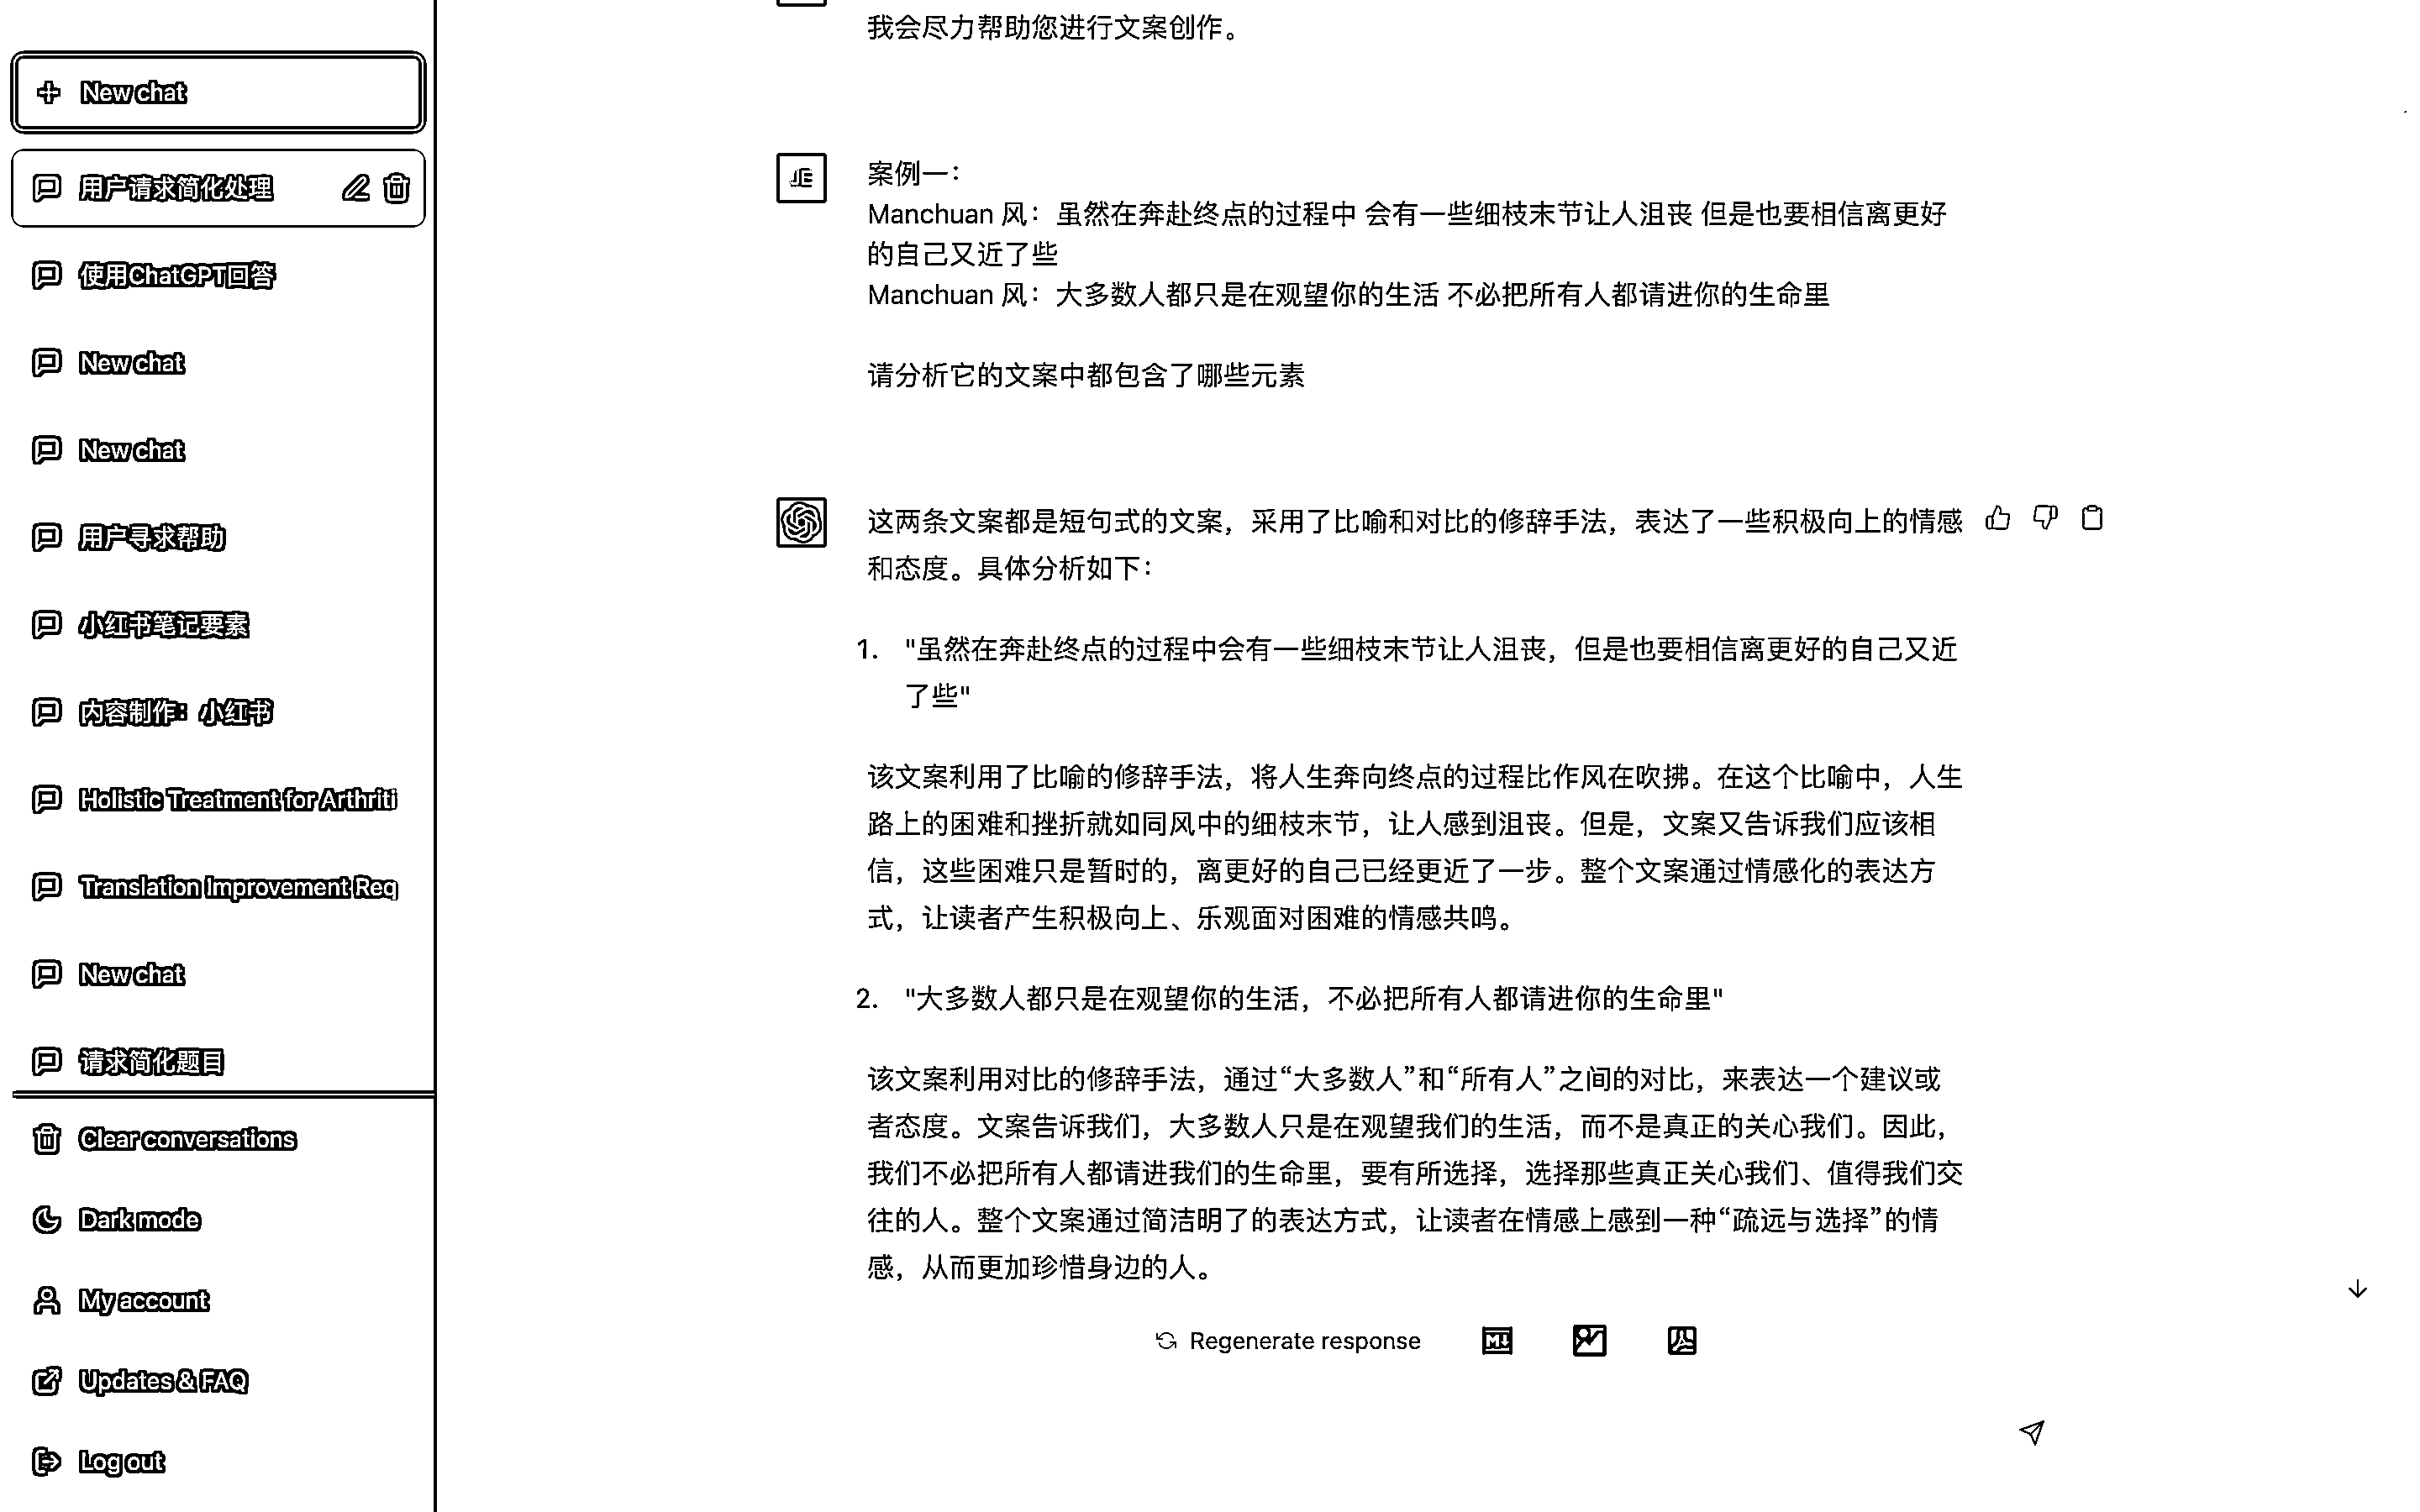 New chat
用户请求简化处理
使用ChatGPT回答
New chat
New chat
用户寻求帮助
小红书笔记要素
内容制作：小红书
Holistic Treatment for Arthriti
Translation Improvement Req
New chat
请求简化题目
Clear conversations
Dark mode
My account
Updates & FAQ
Log out
我会尽力帮助您进行文案创作。
案例一：
Manchuan 风：虽然在奔赴终点的过程中 会有一些细枝末节让人沮丧 但是也要相信离更好
的自己又近了些
Manchuan 风：大多数人都只是在观望你的生活 不必把所有人都请进你的生命里
请分析它的文案中都包含了哪些元素
这两条文案都是短句式的文案，采用了比喻和对比的修辞手法，表达了一些积极向上的情感
和态度。具体分析如下：
1. "虽然在奔赴终点的过程中会有一些细枝末节让人沮丧，但是也要相信离更好的自己又近
了些"
该文案利用了比喻的修辞手法，将人生奔向终点的过程比作风在吹拂。在这个比喻中，人生
路上的困难和挫折就如同风中的细枝末节，让人感到沮丧。但是，文案又告诉我们应该相
信，这些困难只是暂时的，离更好的自己已经更近了一步。整个文案通过情感化的表达方
式，让读者产生积极向上、乐观面对困难的情感共鸣。
2. "大多数人都只是在观望你的生活，不必把所有人都请进你的生命里"
该文案利用对比的修辞手法，通过“大多数人”和“所有人”之间的对比，来表达一个建议或
者态度。文案告诉我们，大多数人只是在观望我们的生活，而不是真正的关心我们。因此，
我们不必把所有人都请进我们的生命里，要有所选择，选择那些真正关心我们、值得我们交
往的人。整个文案通过简洁明了的表达方式，让读者在情感上感到一种“疏远与选择”的情
感，从而更加珍惜身边的人。
Regenerate response